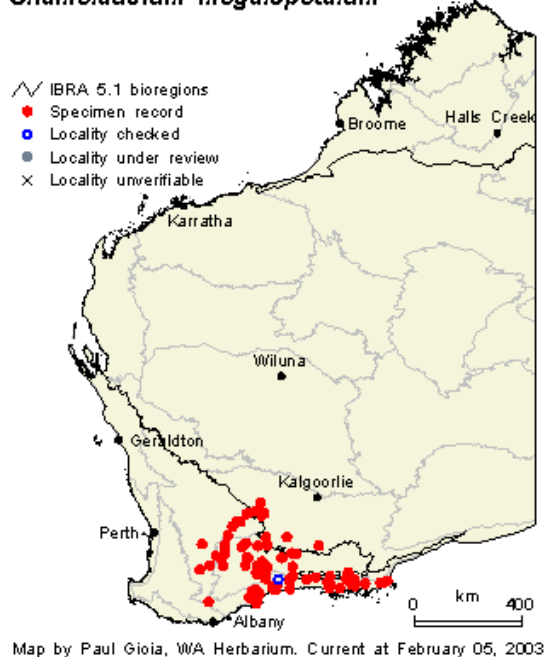 IBRA 5.1 bioregions
Specimen record
Locality checked
Locality under review
Locality unverifiable
Broome
Halls Creek
Karratha
Wiluna
Geraldton
Kalgoorlie
Perth
Albany
km
0 400
Map by Paul Gioia, WA Herbarium. Current at February 05, 2003